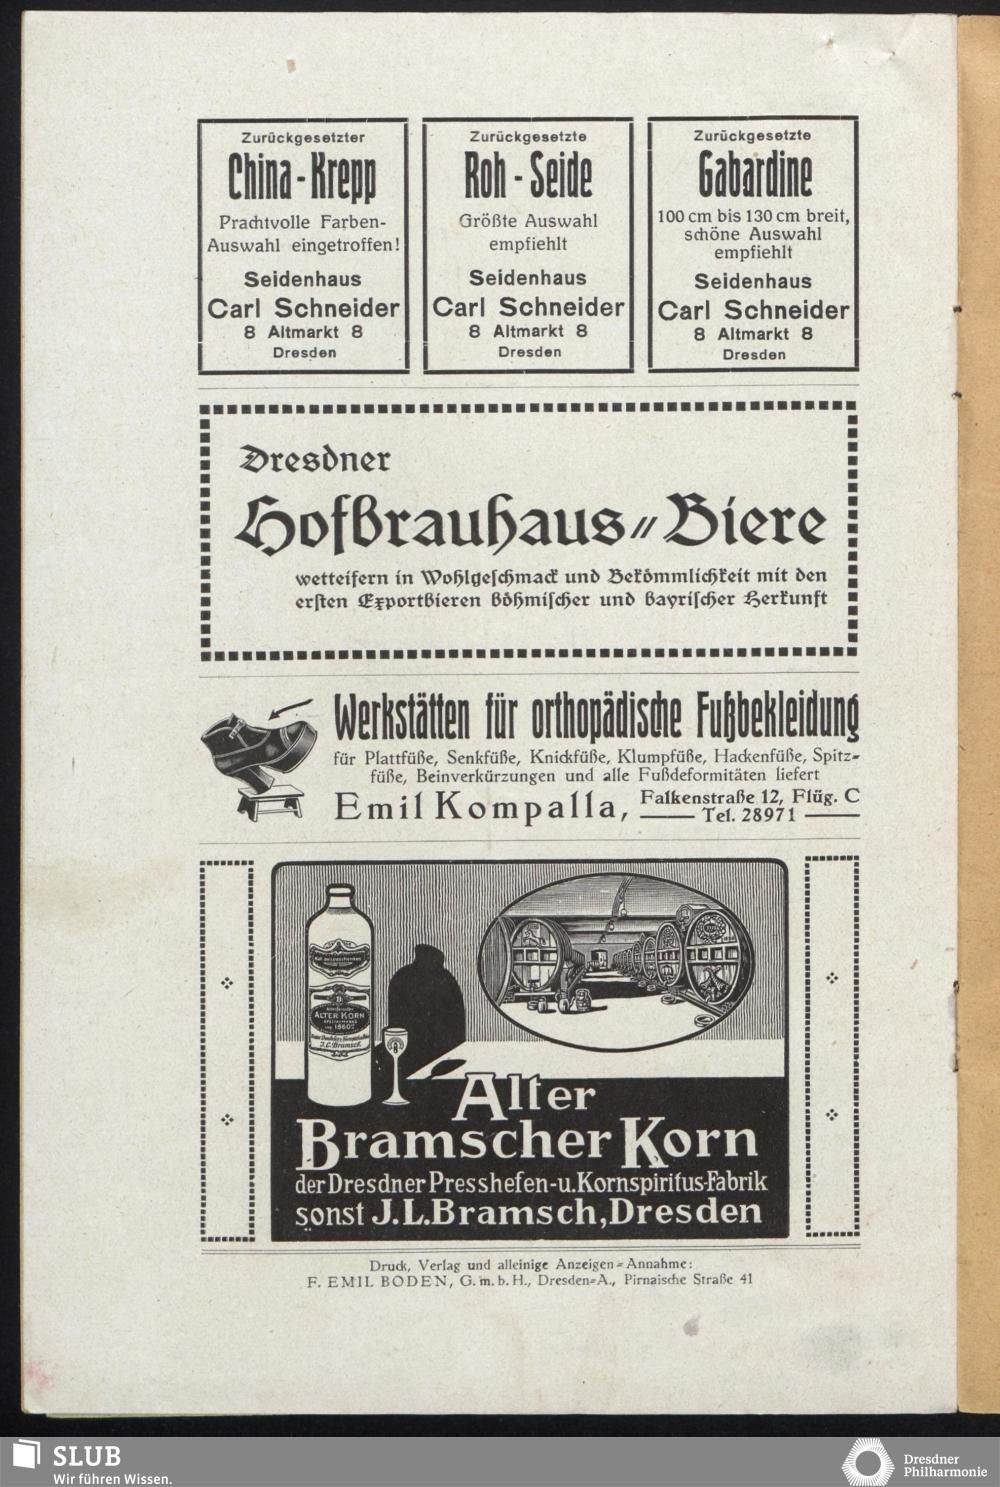 Zurückgesetzter
China-Krepp
Prachtvolle Farben-
Auswahl eingetroffen!
Seidenhaus
Carl Schneider
8 Altmarkt 8
Dresden
Zurückgesetzte
Roh-Seide
Größte Auswahl
empfiehlt
Seidenhaus
Carl Schneider
8 Altmarkt 8
Dresden
Zurückgesetzte
Gabardine
100 cm bis 130 cm breit,
schöne Auswahl
empfiehlt
Seidenhaus
Carl Schneider
8 Altmarkt 8
Dresden
Dresdner
Hofbrauhaus=Biere
wetteifern in Wohlgeschmack und Bekömmlichkeit mit den
ersten Exportbieren böhmischer und bayrischer Herkunft
Werkstätten für orthopädische Fußbekleidung
für Plattfüße, Senkfüße, Knickfüße, Klumpfüße, Hackenfüße, Spitz=
füße, Beinverkürzungen und alle Fußdeformitäten liefert
Emil Kompalla, Falkenstraße 12, Flüg. C
Tel. 28971
ALTER KORN
1860er
J.L. Bramsch
Alter
Bramscher Korn
der Dresdner Presshefen-u.Kornspiritus-Fabrik
sonst J.L.Bramsch, Dresden
Druck, Verlag und alleinige Anzeigen=Annahme:
F. EMIL BODEN, G. m. b. H., Dresden=A., Pirnaische Straße 41
SLUB
Wir führen Wissen.
Dresdner
Philharmonie